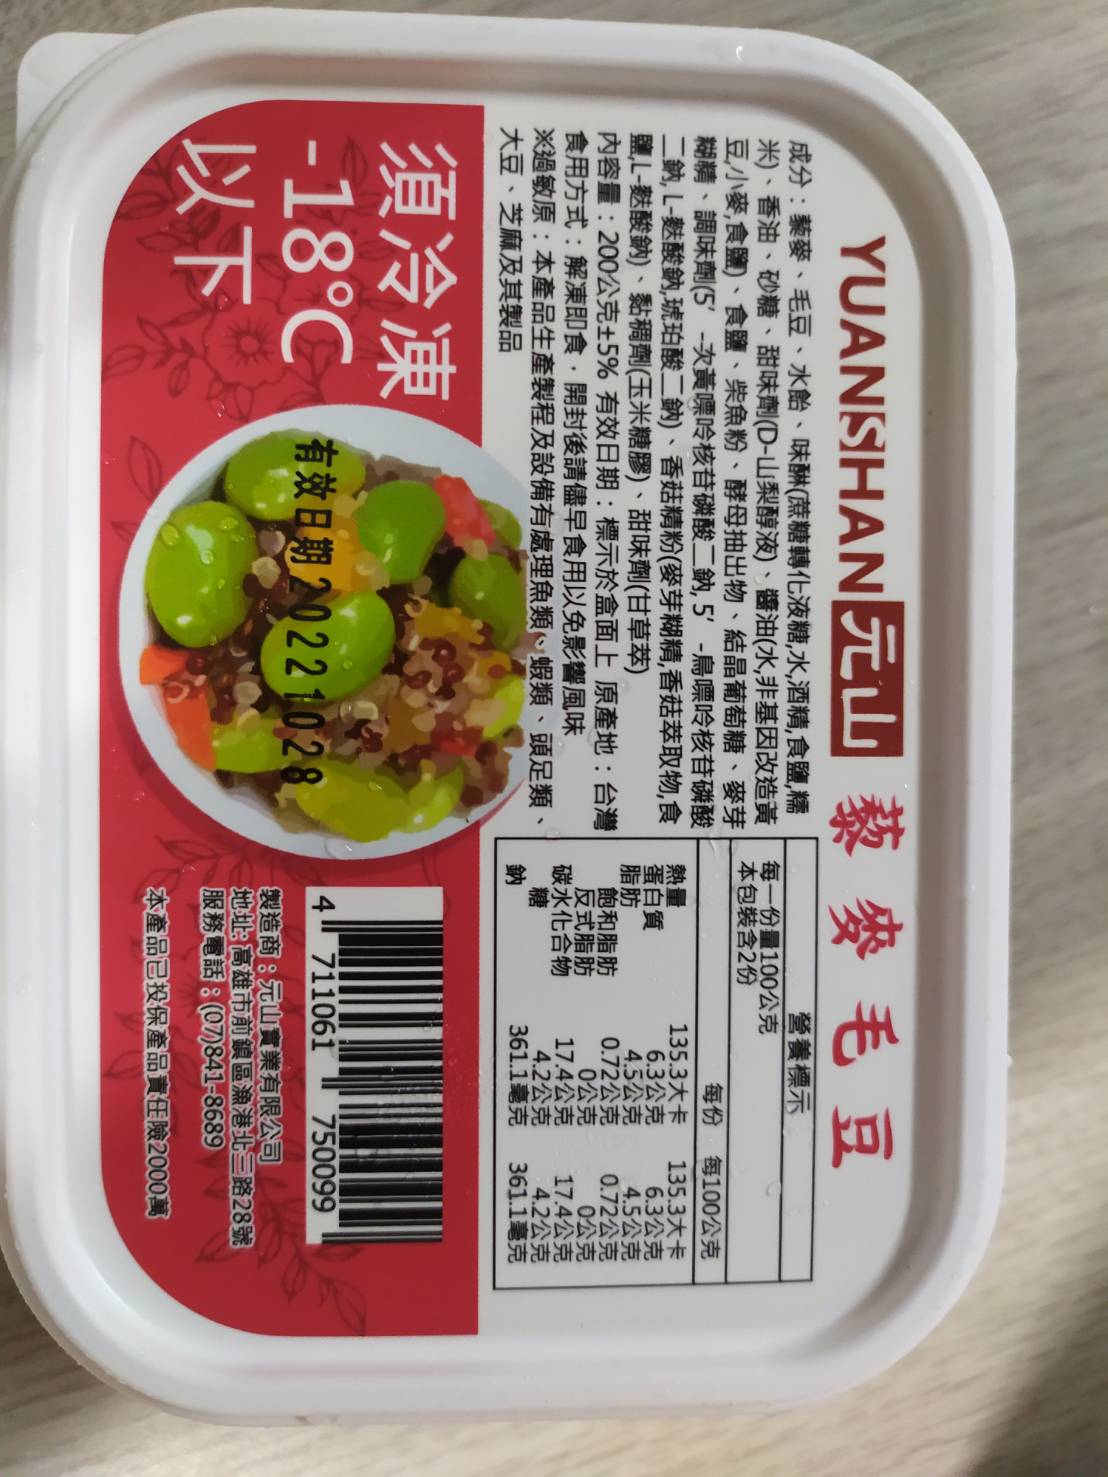 YUANSHAN元山 藜麥毛豆
成分：藜麥、毛豆、水飴、味醂(蔗糖轉化液糖,水,酒精,食鹽,糯
米)、香油、砂糖、甜味劑(D-山梨醇液)、醬油(水,非基因改造黃
豆,小麥,食鹽)、食鹽、柴魚粉、酵母抽出物、結晶葡萄糖、麥芽
糊精、調味劑(5’-次黃嘌呤核苷磷酸二鈉, 5’-鳥嘌呤核苷磷酸
二鈉, L-麩酸鈉,琥珀酸二鈉)、香菇精粉(麥芽糊精,香菇萃取物,食
鹽,L-麩酸鈉)、黏稠劑(玉米糖膠)、甜味劑(甘草萃)
內容量：200公克±5% 有效日期：標示於盒面上 原產地：台灣
食用方式：解凍即食，開封後請儘早食用以免影響風味
※過敏原：本產品生產製程及設備有處理魚類、蝦類、頭足類、
大豆、芝麻及其製品
營養標示
每一份量100公克
本包裝含2份
每份 每100公克
熱量 135.3大卡 135.3大卡
蛋白質 6.3公克 6.3公克
脂肪 4.5公克 4.5公克
飽和脂肪 0.72公克 0.72公克
反式脂肪 0公克 0公克
碳水化合物 17.4公克 17.4公克
糖 4.2公克 4.2公克
鈉 361.1毫克 361.1毫克
須冷凍
-18°C
以下
有效日期20221028
4 711061 750099
製造商：元山實業有限公司
地址: 高雄市前鎮區漁港北三路28號
服務電話：(07)841-8689
本產品已投保產品責任險2000萬